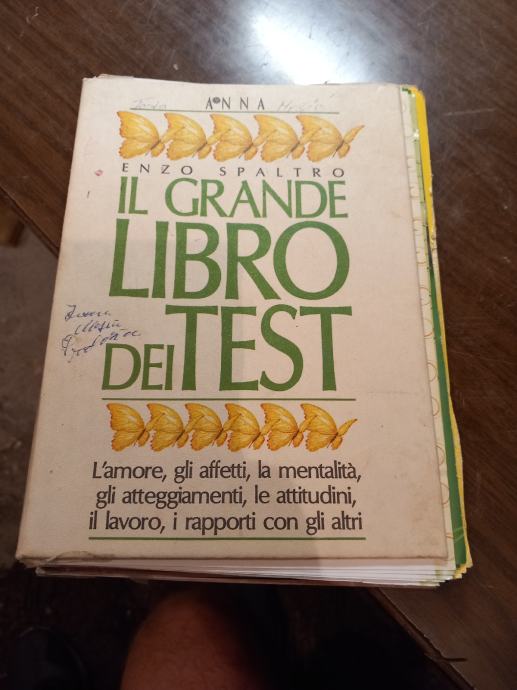 ANNA
ENZO SPALTRO
IL GRANDE
LIBRO
DEI TEST
L'amore, gli affetti, la mentalità,
gli atteggiamenti, le attitudini,
il lavoro, i rapporti con gli altri